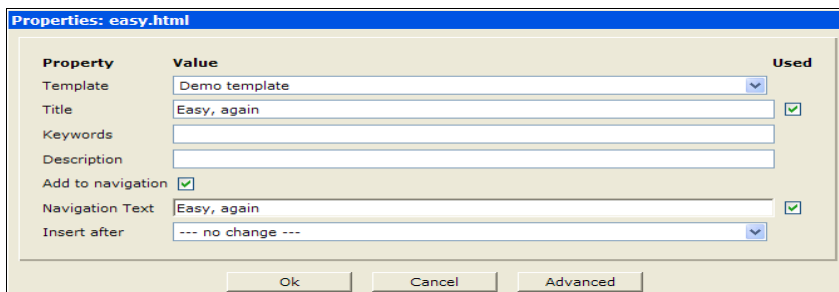 Properties: easy.html
Property Value Used
Template Demo template
Title Easy, again
Keywords
Description
Add to navigation
Navigation Text Easy, again
Insert after --- no change ---
Ok Cancel Advanced